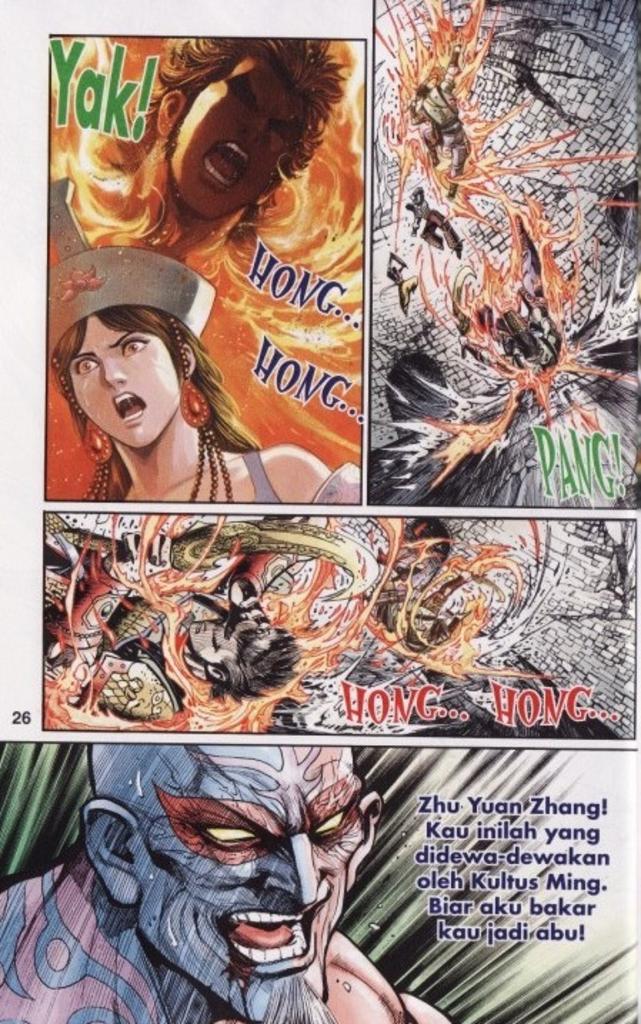 Yak!
HONG...
HONG...
PANG!
HONG... HONG...
26
Zhu Yuan Zhang!
Kau inilah yang
didewa-dewakan
oleh Kultus Ming.
Biar aku bakar
kau jadi abu!